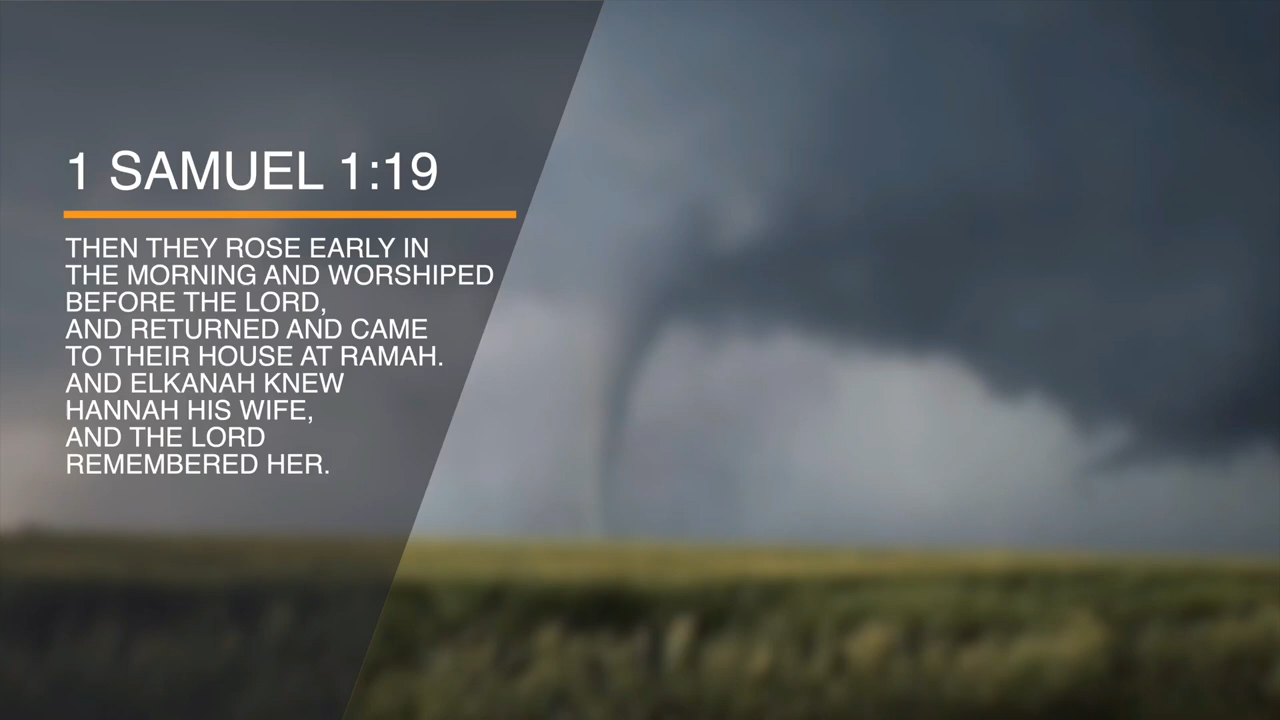 1 SAMUEL 1:19
THEN THEY ROSE EARLY IN
THE MORNING AND WORSHIPED
BEFORE THE LORD,
AND RETURNED AND CAME
TO THEIR HOUSE AT RAMAH.
AND ELKANAH KNEW
HANNAH HIS WIFE,
AND THE LORD
REMEMBERED HER.